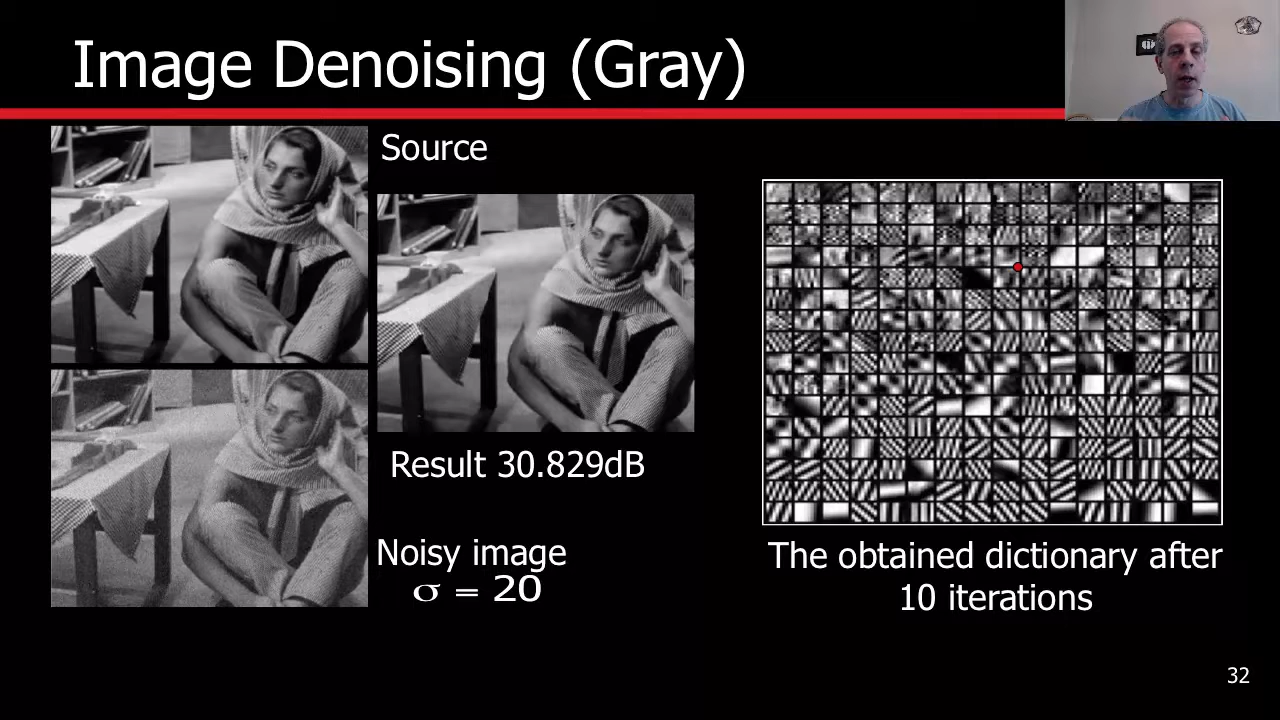 Image Denoising (Gray)
Source
Result 30.829dB
Noisy image
σ = 20
The obtained dictionary after
10 iterations
32